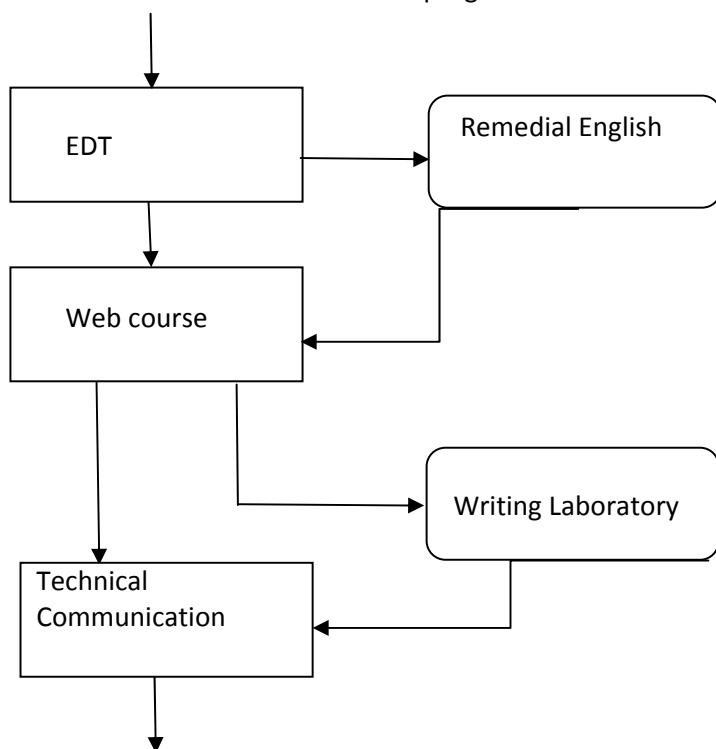 EDT
Remedial English
Web course
Writing Laboratory
Technical
Communication